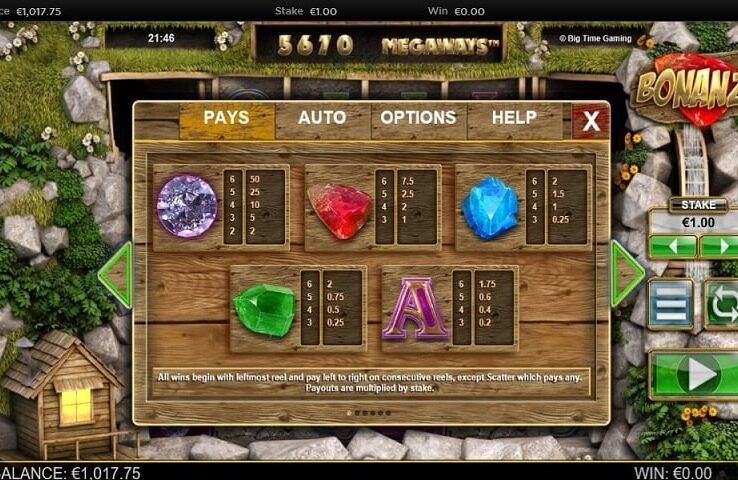 €1,017.75 Stake €1.00 Win €0.00
21:46
5670 MEGAWAYS™
© Big Time Gaming
BONANZ
PAYS AUTO OPTIONS HELP X
6 50
5 25
4 10
3 5
2 2
6 7.5
5 2.5
4 2
3 1
6 2
5 1.5
4 1
3 0.25
6 2
5 0.75
4 0.5
3 0.25
A
6 1.75
5 0.6
4 0.4
3 0.2
STAKE
€1.00
All wins begin with leftmost reel and pay left to right on consecutive reels, except Scatter which pays any.
Payouts are multiplied by stake.
ALANCE: €1,017.75 WIN: €0.00